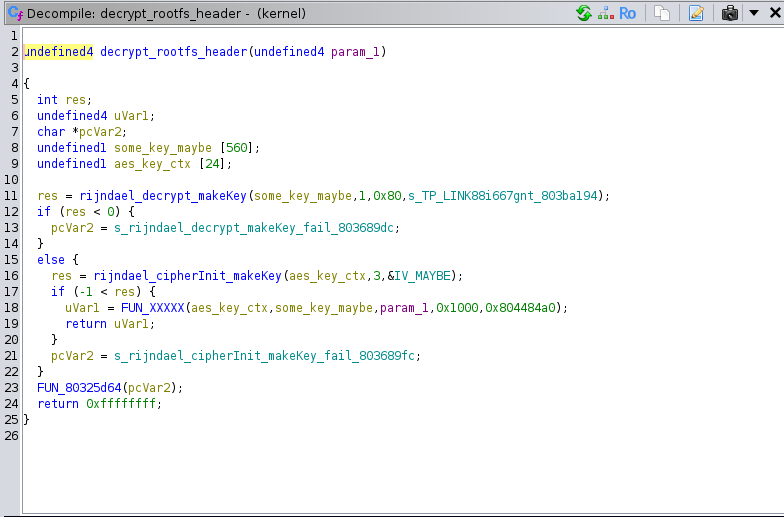 Decompile: decrypt_rootfs_header - (kernel)
Ro
1
2 undefined4 decrypt_rootfs_header(undefined4 param_1)
3
4 {
5 int res;
6 undefined4 uVar1;
7 char *pcVar2;
8 undefined1 some_key_maybe [560];
9 undefined1 aes_key_ctx [24];
10
11 res = rijndael_decrypt_makeKey(some_key_maybe,1,0x80,s_TP_LINK88i667gnt_803ba194);
12 if (res < 0) {
13 pcVar2 = s_rijndael_decrypt_makeKey_fail_803689dc;
14 }
15 else {
16 res = rijndael_cipherInit_makeKey(aes_key_ctx,3,&IV_MAYBE);
17 if (-1 < res) {
18 uVar1 = FUN_XXXXX(aes_key_ctx,some_key_maybe,param_1,0x1000,0x804484a0);
19 return uVar1;
20 }
21 pcVar2 = s_rijndael_cipherInit_makeKey_fail_803689fc;
22 }
23 FUN_80325d64(pcVar2);
24 return 0xffffffff;
25 }
26